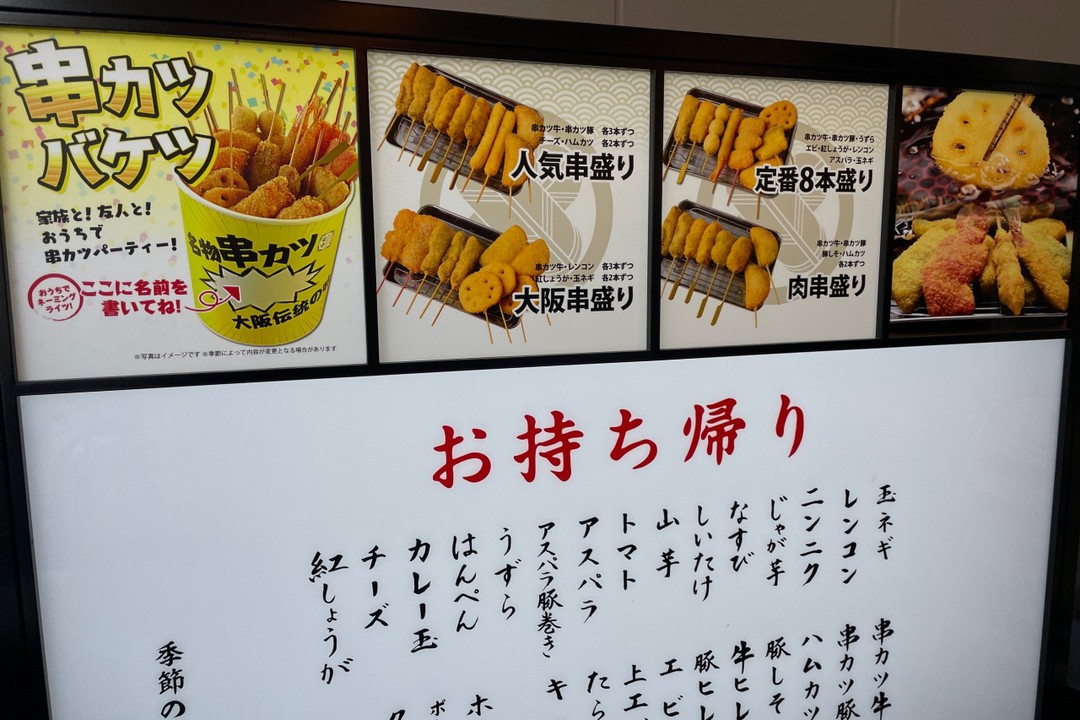 串カツ
バケツ
家族と！友人と！
おうちで
串カツパーティー！
おうちで
ネーミング
ライツ！
ここに名前を
書いてね！
名物串カツ
大阪伝統の
※写真はイメージです ※季節によって内容が変更となる場合があります
串カツ牛・串カツ豚 各3本ずつ
チーズ・ハムカツ 各2本ずつ
人気串盛り
串カツ牛・レンコン 各3本ずつ
紅しょうが・玉ネギ 各2本ずつ
大阪串盛り
串カツ牛・串カツ豚・うずら
エビ・紅しょうが・レンコン
アスパラ・玉ネギ
定番8本盛り
串カツ牛・串カツ豚
豚しそ・ハムカツ
各2本ずつ
肉串盛り
お持ち帰り
玉ネギ
レンコン
ニンニク
じゃが芋
なすび
しいたけ
山芋
トマト
アスパラ
アスパラ豚巻き
うずら
はんぺん
カレー玉
チーズ
紅しょうが
串カツ牛
串カツ豚
ハムカツ
豚しそ
牛ヒレ
豚ヒレ
エビ
上エ
たら
キ
ホ
ポ
季節の